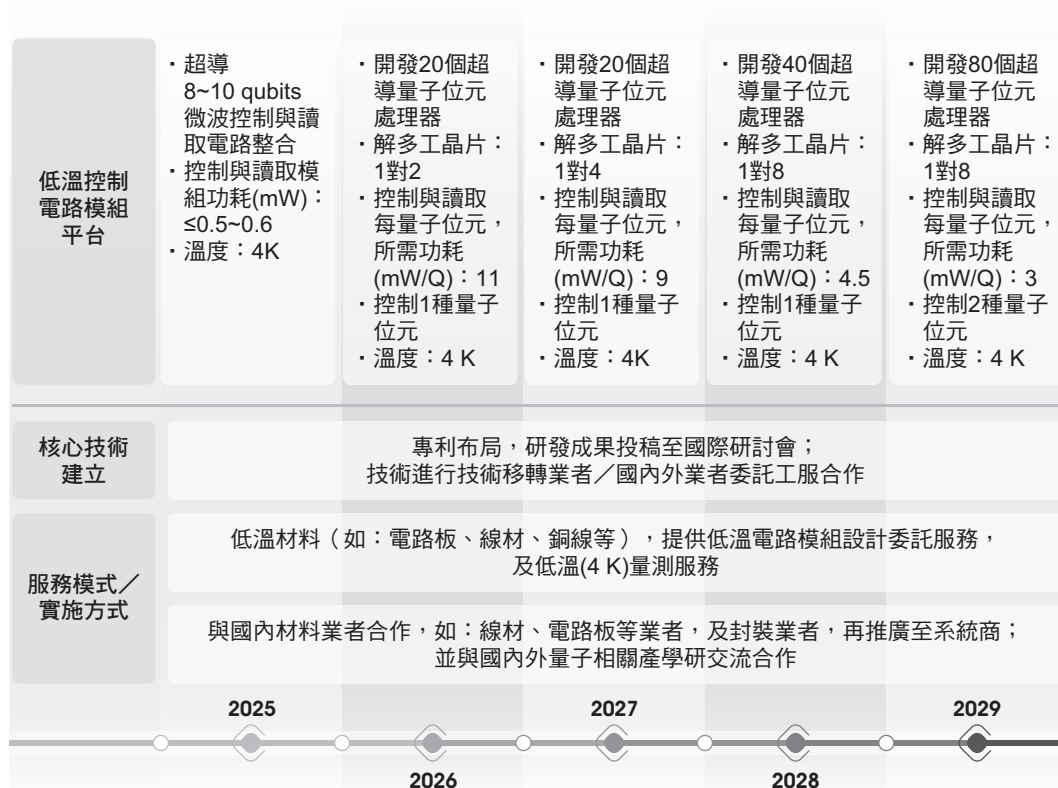 低溫控制
電路模組
平台
・超導
8~10 qubits
微波控制與讀
取電路整合
・控制與讀取模
組功耗(mW)：
≤0.5~0.6
・溫度：4K
・開發20個超
導量子位元
處理器
・解多工晶片：
1對2
・控制與讀取
每量子位元，
所需功耗
(mW/Q)：11
・控制1種量子
位元
・溫度：4 K
・開發20個超
導量子位元
處理器
・解多工晶片：
1對4
・控制與讀取
每量子位元，
所需功耗
(mW/Q)：9
・控制1種量子
位元
・溫度：4K
・開發40個超
導量子位元
處理器
・解多工晶片：
1對8
・控制與讀取
每量子位元，
所需功耗
(mW/Q)：4.5
・控制1種量子
位元
・溫度：4 K
・開發80個超
導量子位元
處理器
・解多工晶片：
1對8
・控制與讀取
每量子位元，
所需功耗
(mW/Q)：3
・控制2種量子
位元
・溫度：4 K
核心技術
建立
專利布局，研發成果投稿至國際研討會；
技術進行技術移轉業者／國內外業者委託工服合作
服務模式／
實施方式
低溫材料（如：電路板、線材、銅線等），提供低溫電路模組設計委託服務，
及低溫(4 K)量測服務
與國內材料業者合作，如：線材、電路板等業者，及封裝業者，再推廣至系統商；
並與國內外量子相關產學研交流合作
2025
2026
2027
2028
2029